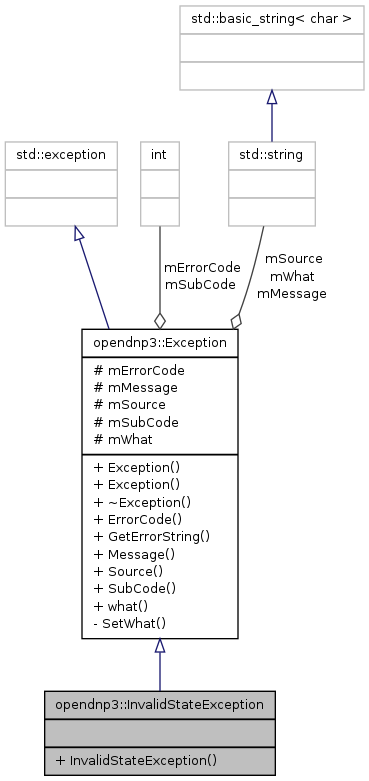 std::basic_string< char >
std::exception
int
std::string
mErrorCode
mSubCode
mSource
mWhat
mMessage
opendnp3::Exception
# mErrorCode
# mMessage
# mSource
# mSubCode
# mWhat
+ Exception()
+ Exception()
+ ~Exception()
+ ErrorCode()
+ GetErrorString()
+ Message()
+ Source()
+ SubCode()
+ what()
- SetWhat()
opendnp3::InvalidStateException
+ InvalidStateException()